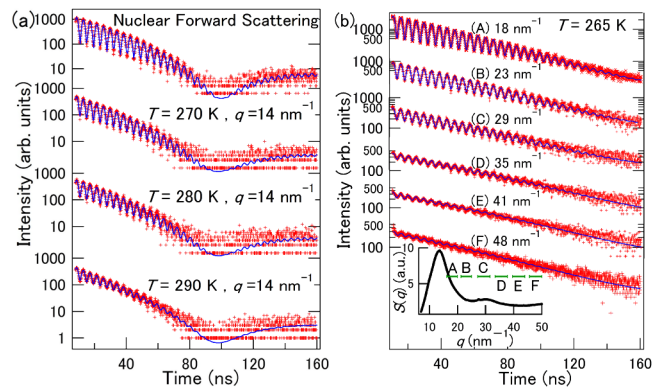 (a)
Nuclear Forward Scattering
1000
100
10
1000
T = 270 K , q =14 nm⁻¹
100
10
1000
T = 280 K , q =14 nm⁻¹
100
10
1000
T = 290 K , q =14 nm⁻¹
100
10
1
Intensity (arb. units)
40 80 120 160
Time (ns)
(b)
T = 265 K
(A) 18 nm⁻¹
1000
500
(B) 23 nm⁻¹
1000
500
(C) 29 nm⁻¹
1000
500
100
(D) 35 nm⁻¹
500
100
(E) 41 nm⁻¹
500
100
(F) 48 nm⁻¹
500
100
Intensity (arb. units)
10
5
S(q) (a.u.)
A B C
D E F
10 20 30 40 50
q (nm⁻¹)
40 80 120 160
Time (ns)